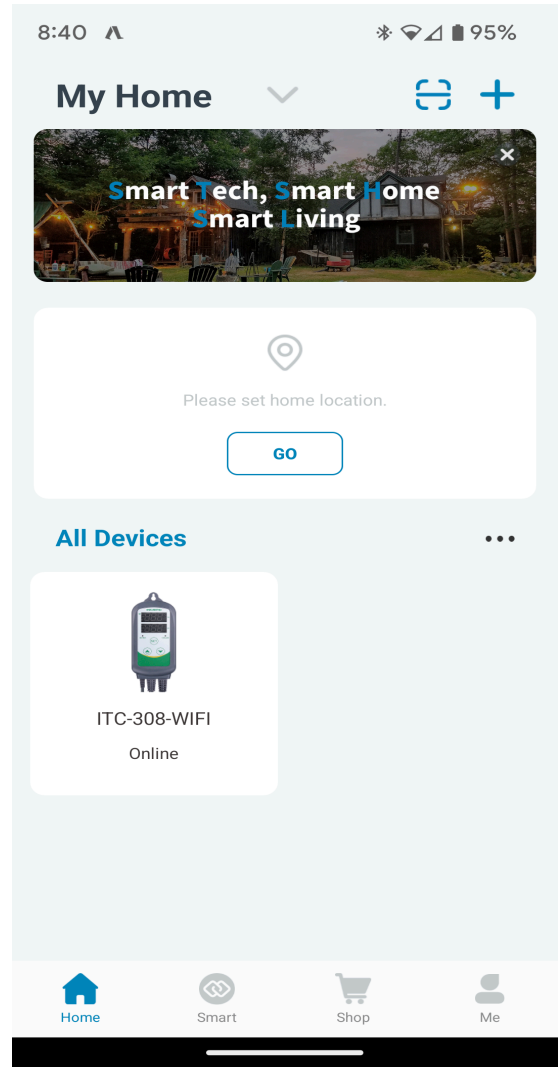 8:40
95%
My Home
Smart Tech, Smart Home
Smart Living
Please set home location.
GO
All Devices
ITC-308-WIFI
Online
Home
Smart
Shop
Me